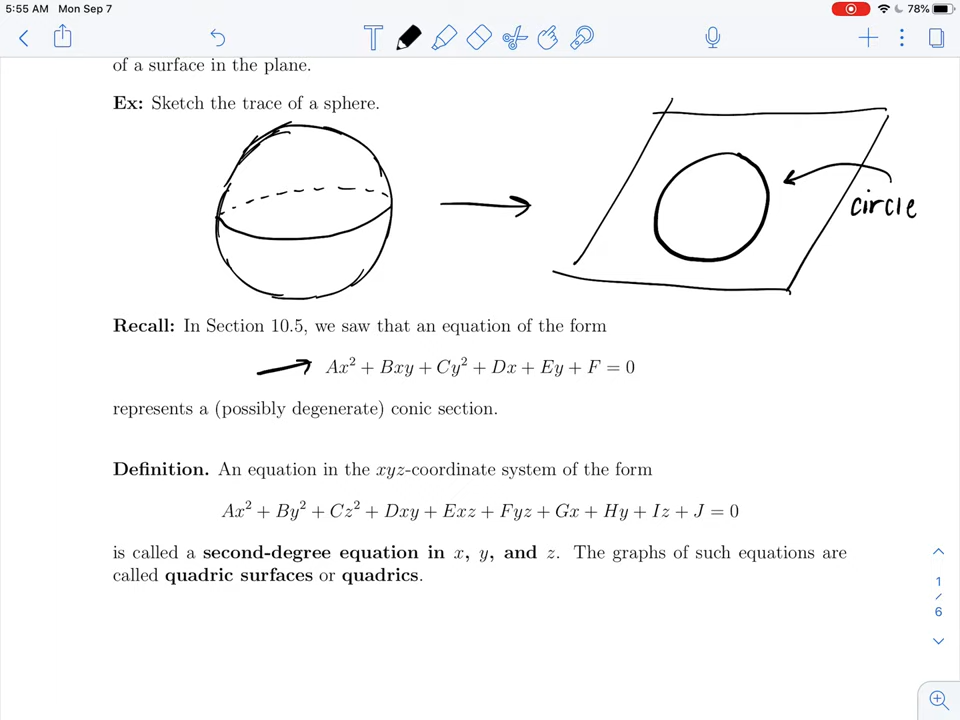 5:55 AM Mon Sep 7
78%
of a surface in the plane.
Ex: Sketch the trace of a sphere.
circle
Recall: In Section 10.5, we saw that an equation of the form
Ax² + Bxy + Cy² + Dx + Ey + F = 0
represents a (possibly degenerate) conic section.
Definition. An equation in the xyz-coordinate system of the form
Ax² + By² + Cz² + Dxy + Exz + Fyz + Gx + Hy + Iz + J = 0
is called a second-degree equation in x, y, and z. The graphs of such equations are
called quadric surfaces or quadrics.
1
/
6